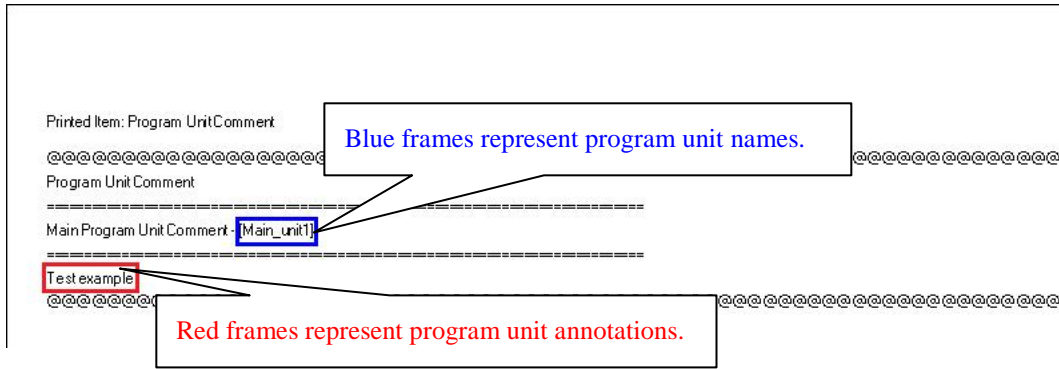 Printed Item: Program Unit Comment
Blue frames represent program unit names.
@@@@@@@@@@@@@@@@@@@ @@@@@@@@@@@@@@
Program Unit Comment
================================================================================
Main Program Unit Comment - [Main_unit1]
================================================================================
Test example
@@@@@@@@ @@@@@@@@@@@@@@@@@@@@@@@
Red frames represent program unit annotations.